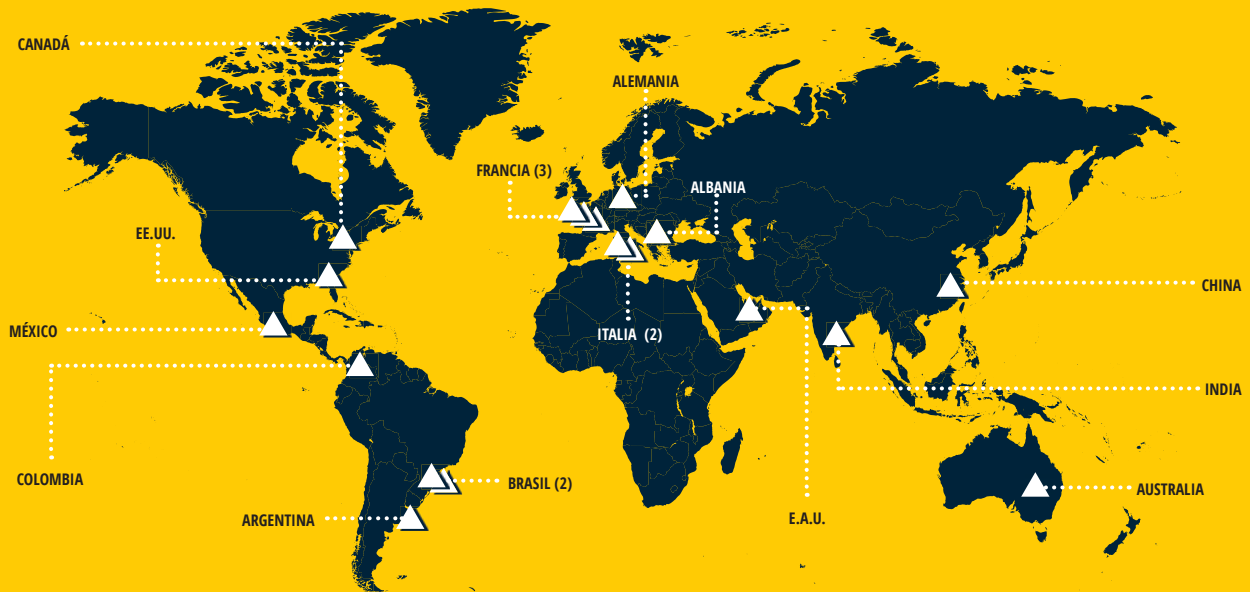 CANADÁ
ALEMANIA
FRANCIA (3)
ALBANIA
EE.UU.
CHINA
MÉXICO
ITALIA (2)
INDIA
COLOMBIA
BRASIL (2)
AUSTRALIA
ARGENTINA
E.A.U.